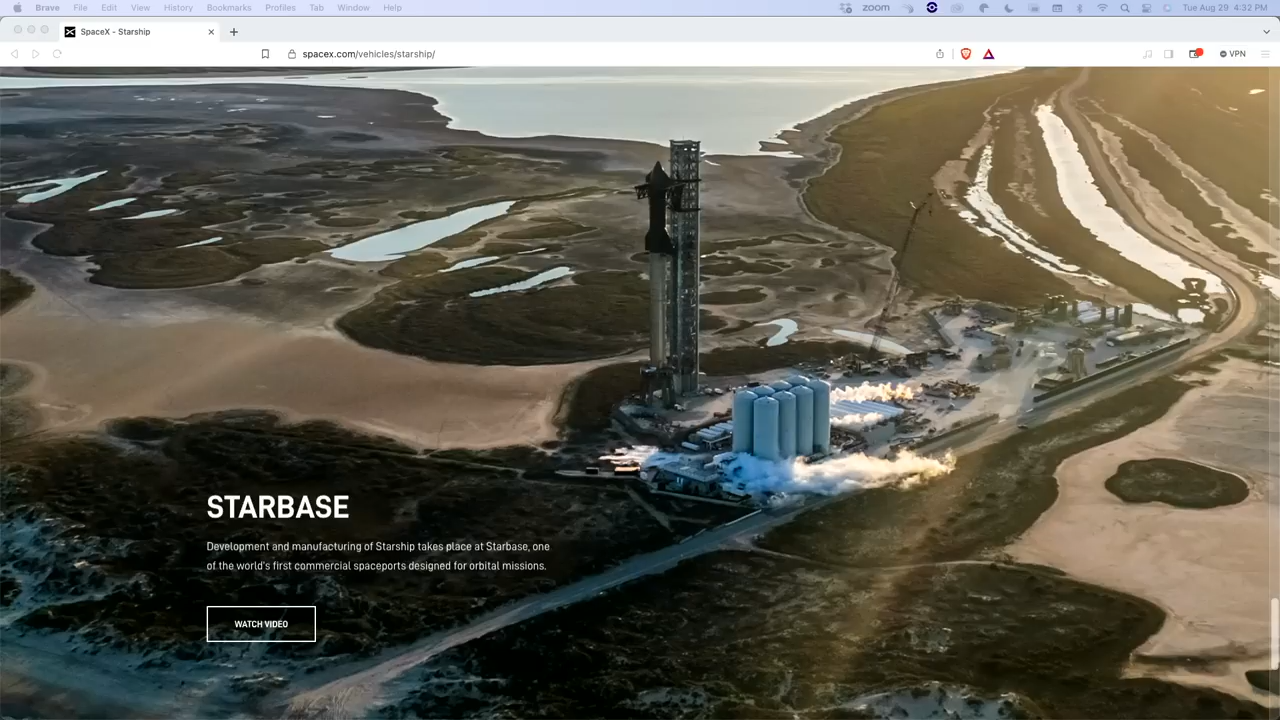 Brave File Edit View History Bookmarks Profiles Tab Window Help zoom Tue Aug 29 4:32 PM
SpaceX - Starship
spacex.com/vehicles/starship/ VPN
STARBASE
Development and manufacturing of Starship takes place at Starbase, one
of the world's first commercial spaceports designed for orbital missions.
WATCH VIDEO